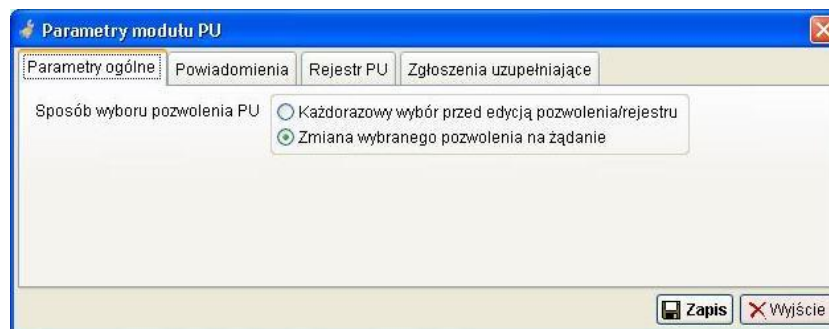 Parametry modułu PU
Parametry ogólne Powiadomienia Rejestr PU Zgłoszenia uzupełniające
Sposób wyboru pozwolenia PU Każdorazowy wybór przed edycją pozwolenia/rejestru
Zmiana wybranego pozwolenia na żądanie
Zapis Wyjście